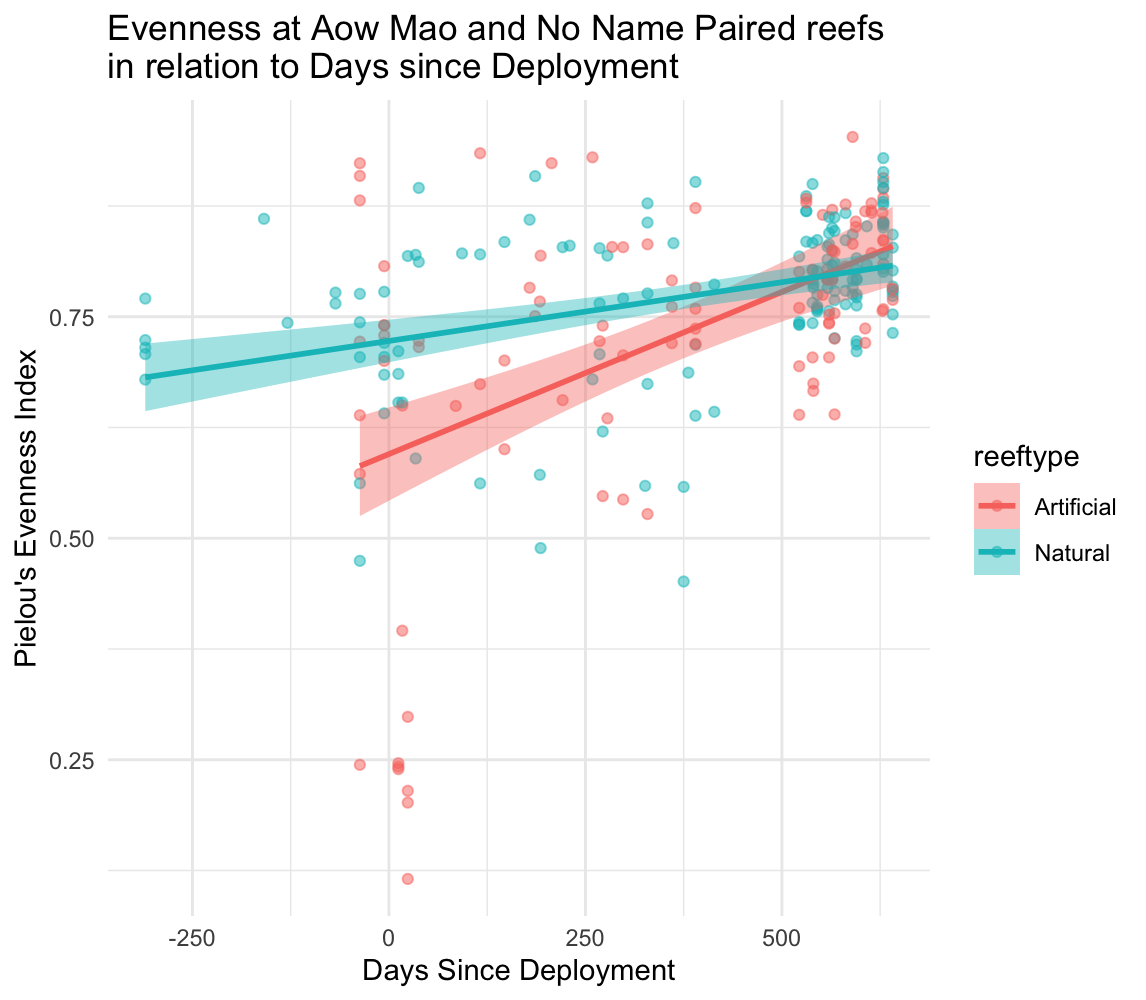 Evenness at Aow Mao and No Name Paired reefs
in relation to Days since Deployment
Pielou's Evenness Index
0.75
0.50
0.25
-250
0
250
500
Days Since Deployment
reeftype
Artificial
Natural